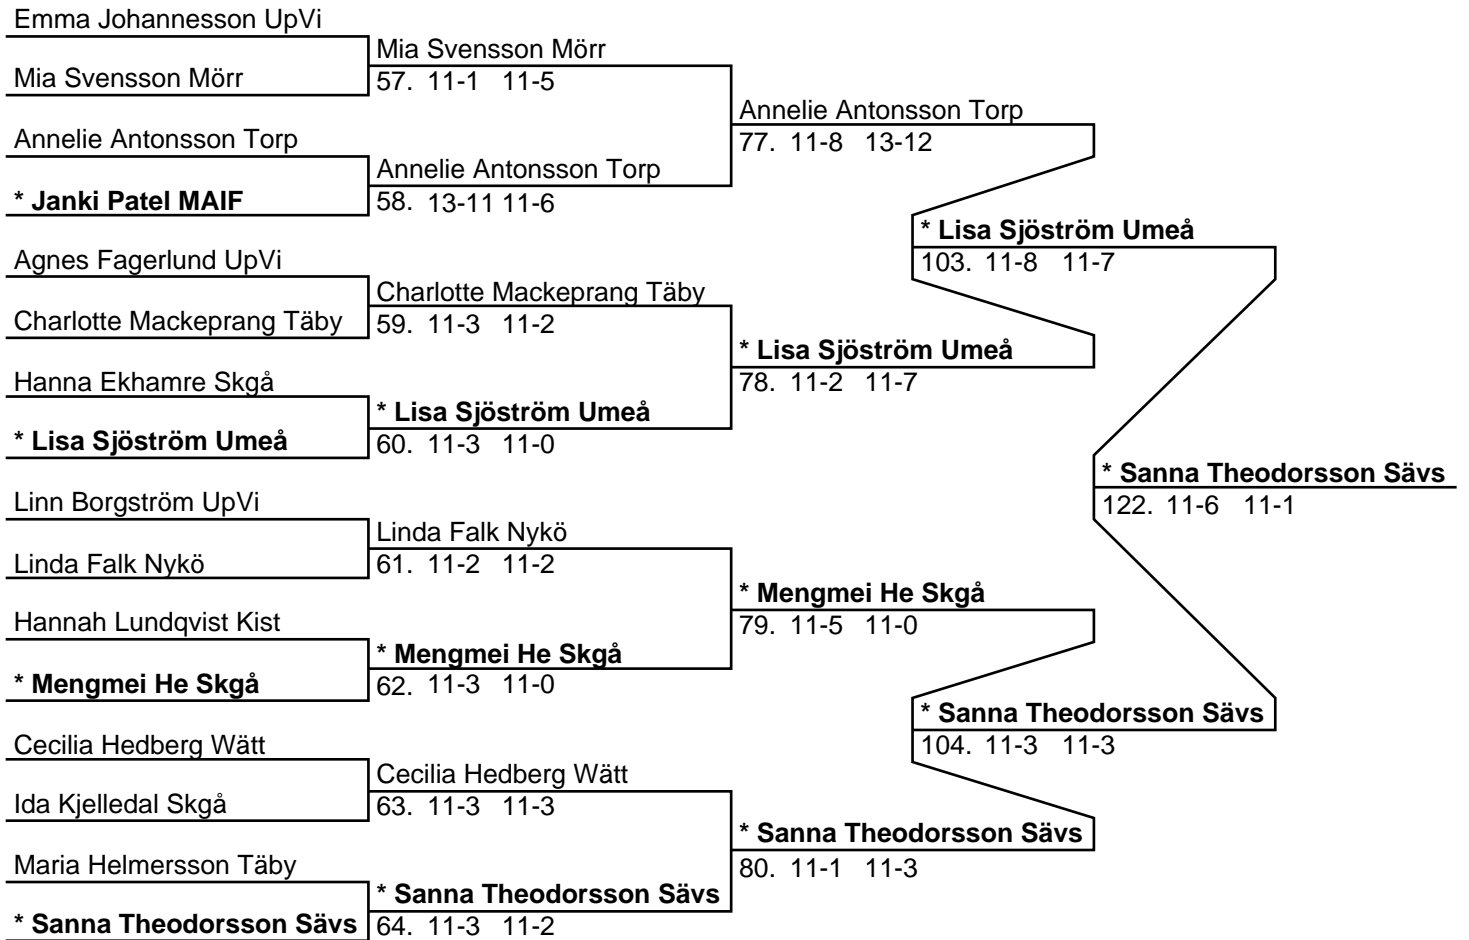 Emma Johannesson UpVi
Mia Svensson Mörr
Mia Svensson Mörr
57. 11-1 11-5
Annelie Antonsson Torp
77. 11-8 13-12
Annelie Antonsson Torp
Annelie Antonsson Torp
* Janki Patel MAIF
58. 13-11 11-6
* Lisa Sjöström Umeå
103. 11-8 11-7
Agnes Fagerlund UpVi
Charlotte Mackeprang Täby
Charlotte Mackeprang Täby
59. 11-3 11-2
* Lisa Sjöström Umeå
78. 11-2 11-7
Hanna Ekhamre Skgå
* Lisa Sjöström Umeå
* Lisa Sjöström Umeå
60. 11-3 11-0
* Sanna Theodorsson Sävs
122. 11-6 11-1
Linn Borgström UpVi
Linda Falk Nykö
Linda Falk Nykö
61. 11-2 11-2
* Mengmei He Skgå
79. 11-5 11-0
Hannah Lundqvist Kist
* Mengmei He Skgå
* Mengmei He Skgå
62. 11-3 11-0
* Sanna Theodorsson Sävs
104. 11-3 11-3
Cecilia Hedberg Wätt
Cecilia Hedberg Wätt
Ida Kjelledal Skgå
63. 11-3 11-3
* Sanna Theodorsson Sävs
80. 11-1 11-3
Maria Helmersson Täby
* Sanna Theodorsson Sävs
* Sanna Theodorsson Sävs
64. 11-3 11-2